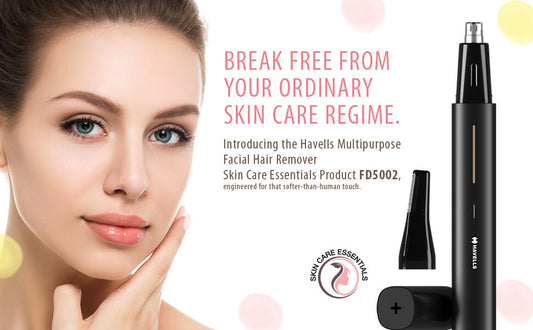 BREAK FREE FROM
YOUR ORDINARY
SKIN CARE REGIME.
Introducing the Havells Multipurpose
Facial Hair Remover
Skin Care Essentials Product FD5002,
engineered for that softer-than-human touch.
SKIN CARE ESSENTIALS
HAVELLS